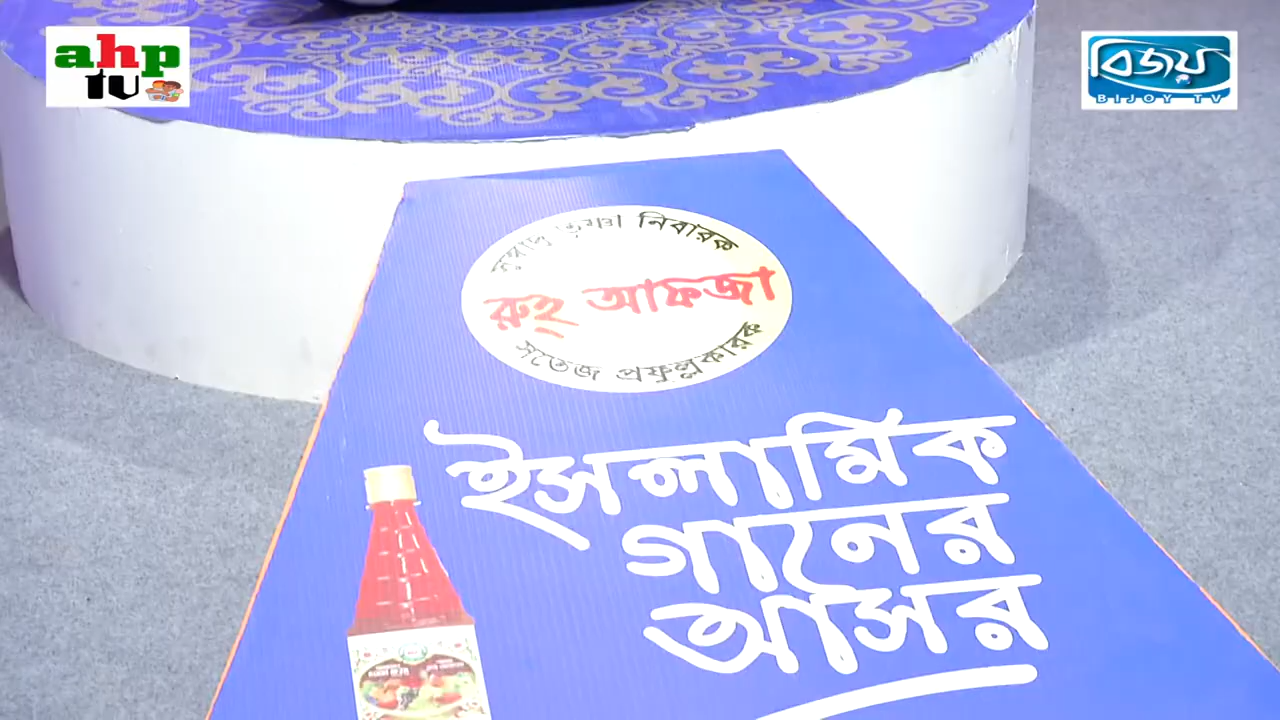 ahp
tv
বিজয়
BIJOY TV
তৃষ্ণা নিবারক
রুহ্ আফজা
সতেজ প্রফুল্লকারক
ইসলামিক
গানের
আসর